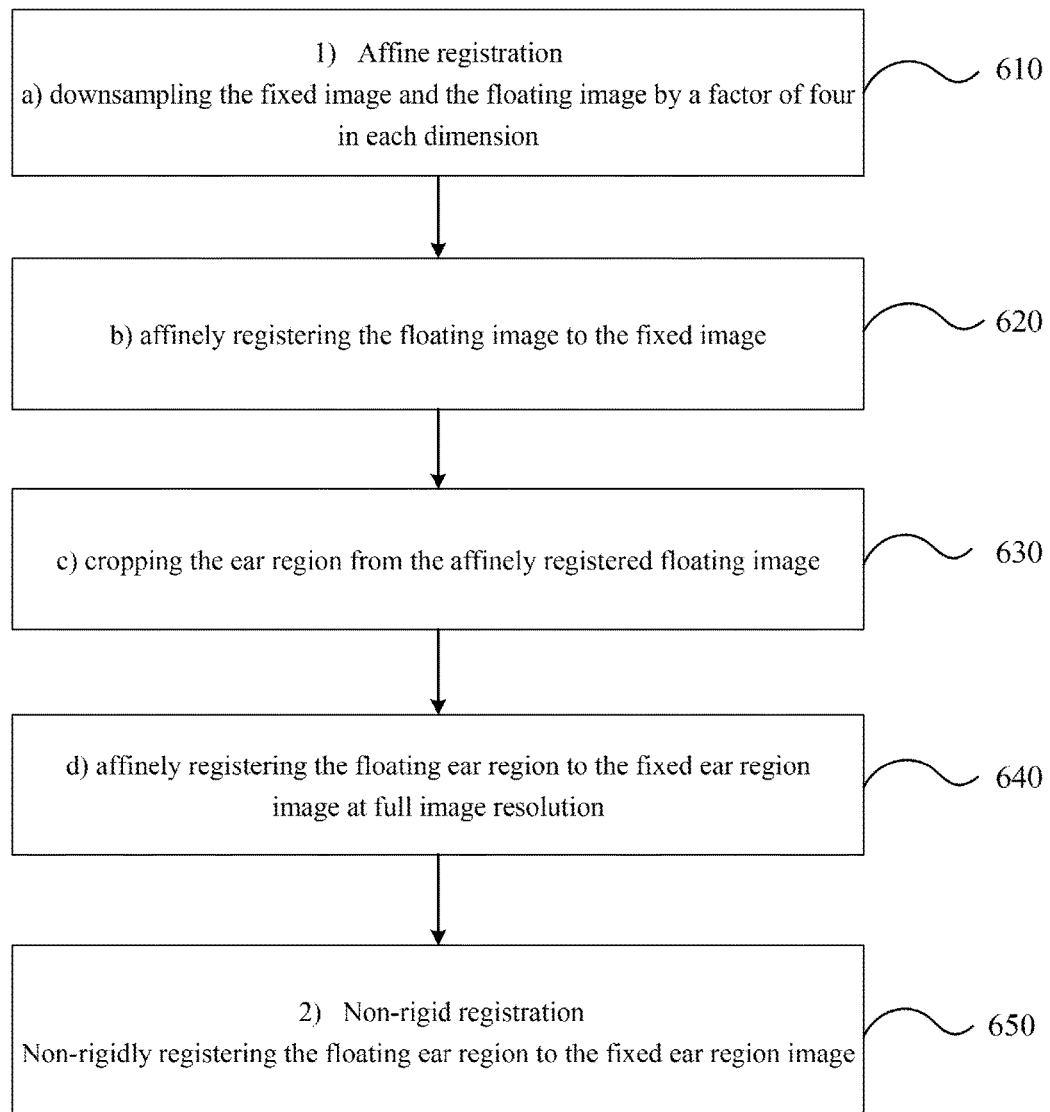 1) Affine registration
a) downsampling the fixed image and the floating image by a factor of four
in each dimension
610
b) affinely registering the floating image to the fixed image
620
c) cropping the ear region from the affinely registered floating image
630
d) affinely registering the floating ear region to the fixed ear region
image at full image resolution
640
2) Non-rigid registration
Non-rigidly registering the floating ear region to the fixed ear region image
650